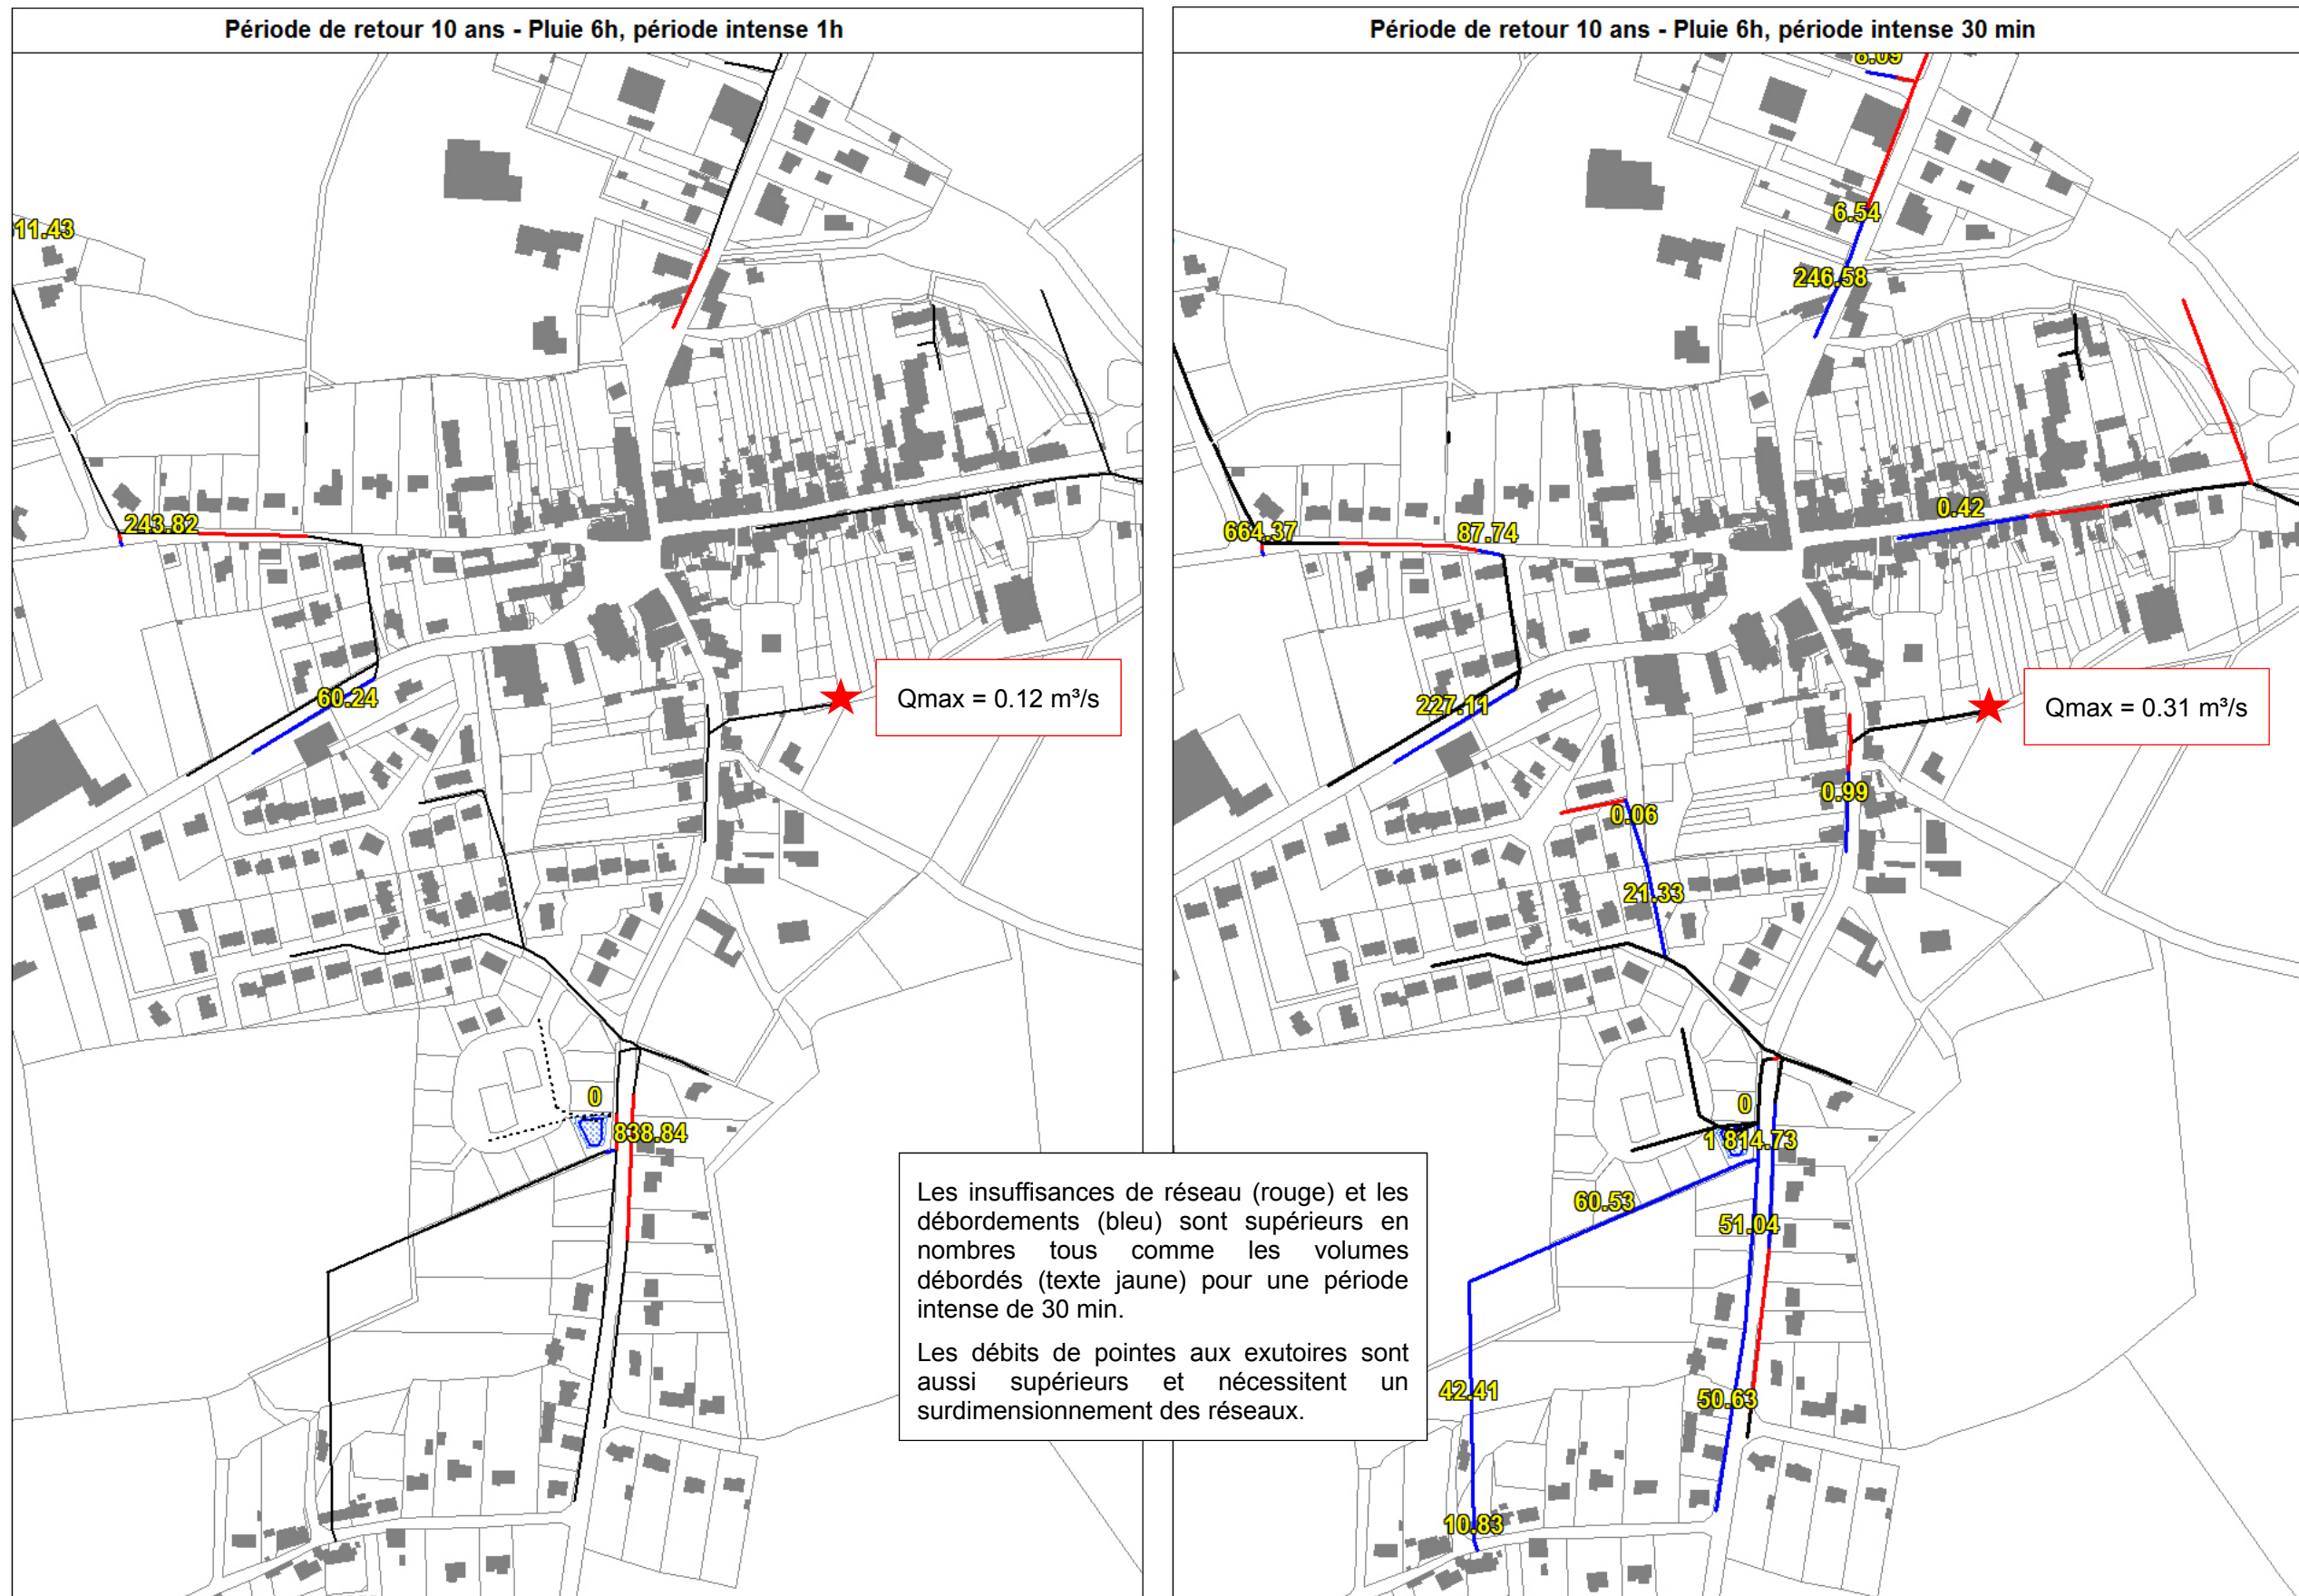 Période de retour 10 ans - Pluie 6h, période intense 1h
11.43
243.82
60.24
Qmax = 0.12 m³/s
0
838.84
Période de retour 10 ans - Pluie 6h, période intense 30 min
8.09
6.54
246.58
0.42
664.37
87.74
227.11
Qmax = 0.31 m³/s
0.99
0.06
21.33
0
1 814.73
60.53
51.04
42.41
50.63
10.83
Les insuffisances de réseau (rouge) et les
débordements (bleu) sont supérieurs en
nombres tous comme les volumes
débordés (texte jaune) pour une période
intense de 30 min.
Les débits de pointes aux exutoires sont
aussi supérieurs et nécessitent un
surdimensionnement des réseaux.